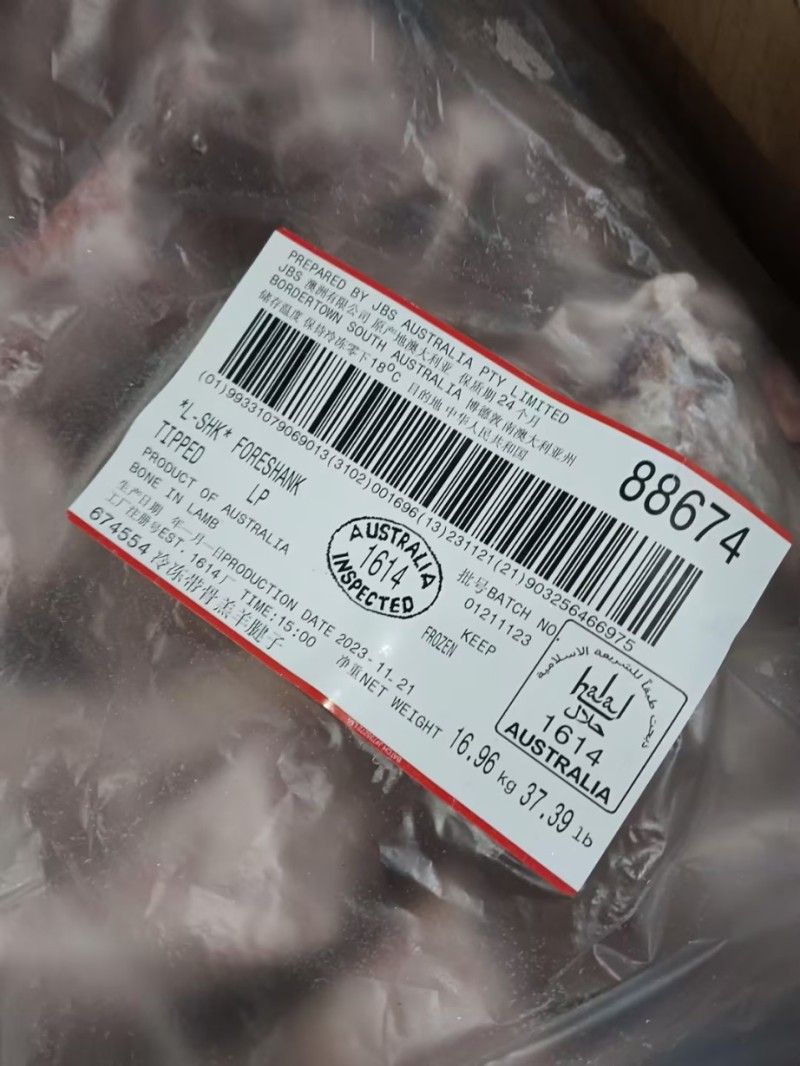 PREPARED BY JBS AUSTRALIA PTY LIMITED
JBS 澳洲有限公司 原产地澳大利亚 保质期24个月
BORDERTOWN SOUTH AUSTRALIA 博德敦南澳大利亚州
储存温度 保持冷冻零下18ºC 目的地 中华人民共和国
88674
(01)99331079069013(3102)001696(13)231121(21)903256466975
*L-SHK* FORESHANK
TIPPED LP
PRODUCT OF AUSTRALIA
BONE IN LAMB
生产日期 年-月-日PRODUCTION DATE 2023-11.21
工厂注册号EST. 1614厂 TIME:15:00
674554 冷冻带骨羔羊腱子
AUSTRALIA
1614
INSPECTED
批号BATCH NO
01211123
KEEP
FROZEN
净重NET WEIGHT 16.96 kg 37.39 lb
halal
حلال
1614
AUSTRALIA